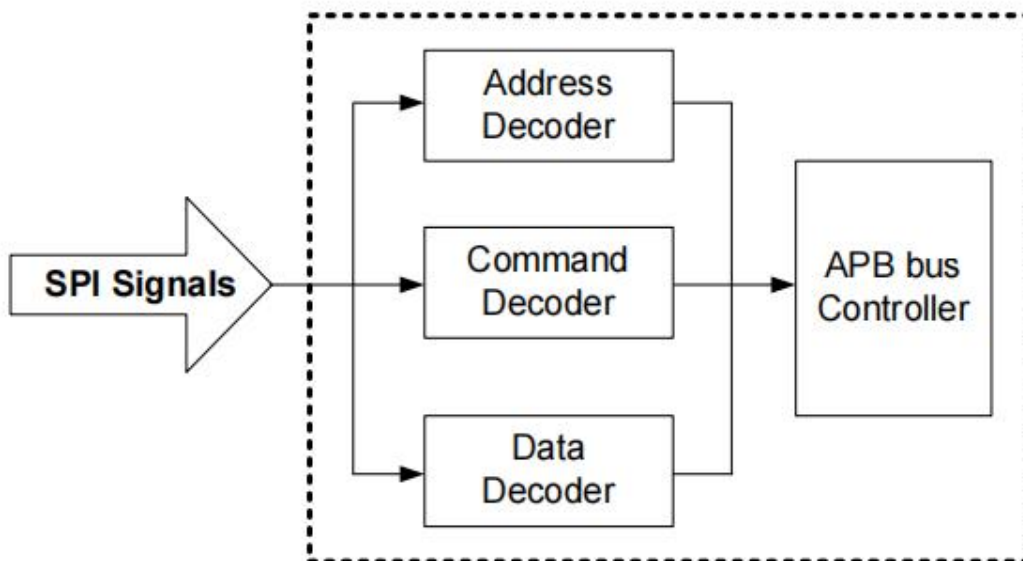 Address
Decoder
SPI Signals
Command
Decoder
APB bus
Controller
Data
Decoder